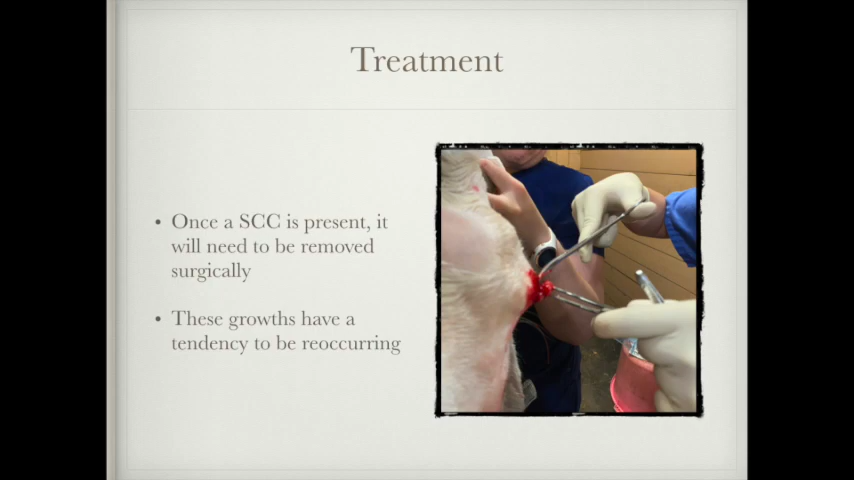 Treatment
• Once a SCC is present, it
will need to be removed
surgically
• These growths have a
tendency to be reoccurring